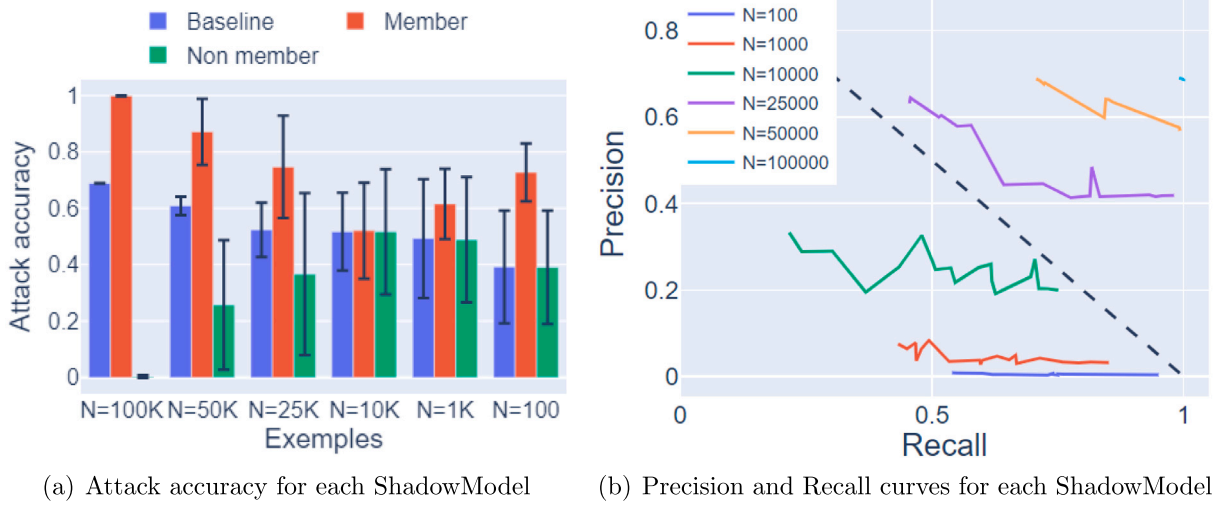 Baseline
Member
Non member
Attack accuracy
1
0.8
0.6
0.4
0.2
0
N=100K N=50K N=25K N=10K N=1K N=100
Exemples
(a) Attack accuracy for each ShadowModel
N=100
N=1000
N=10000
N=25000
N=50000
N=100000
Precision
0.8
0.6
0.4
0.2
0
0 0.5 1
Recall
(b) Precision and Recall curves for each ShadowModel